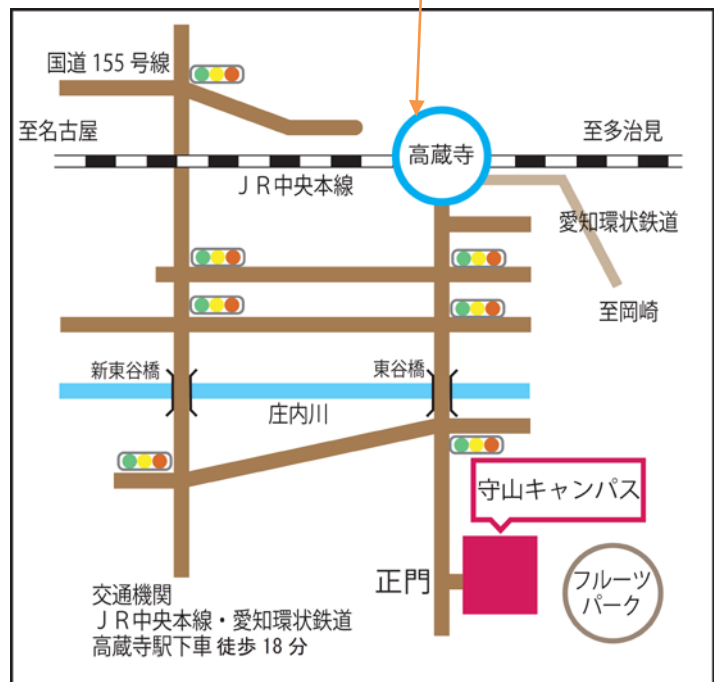 国道 155 号線
至名古屋
高蔵寺
至多治見
ＪＲ中央本線
愛知環状鉄道
至岡崎
新東谷橋
東谷橋
庄内川
守山キャンパス
正門
フルーツ
パーク
交通機関
ＪＲ中央本線・愛知環状鉄道
高蔵寺駅下車 徒歩 18 分